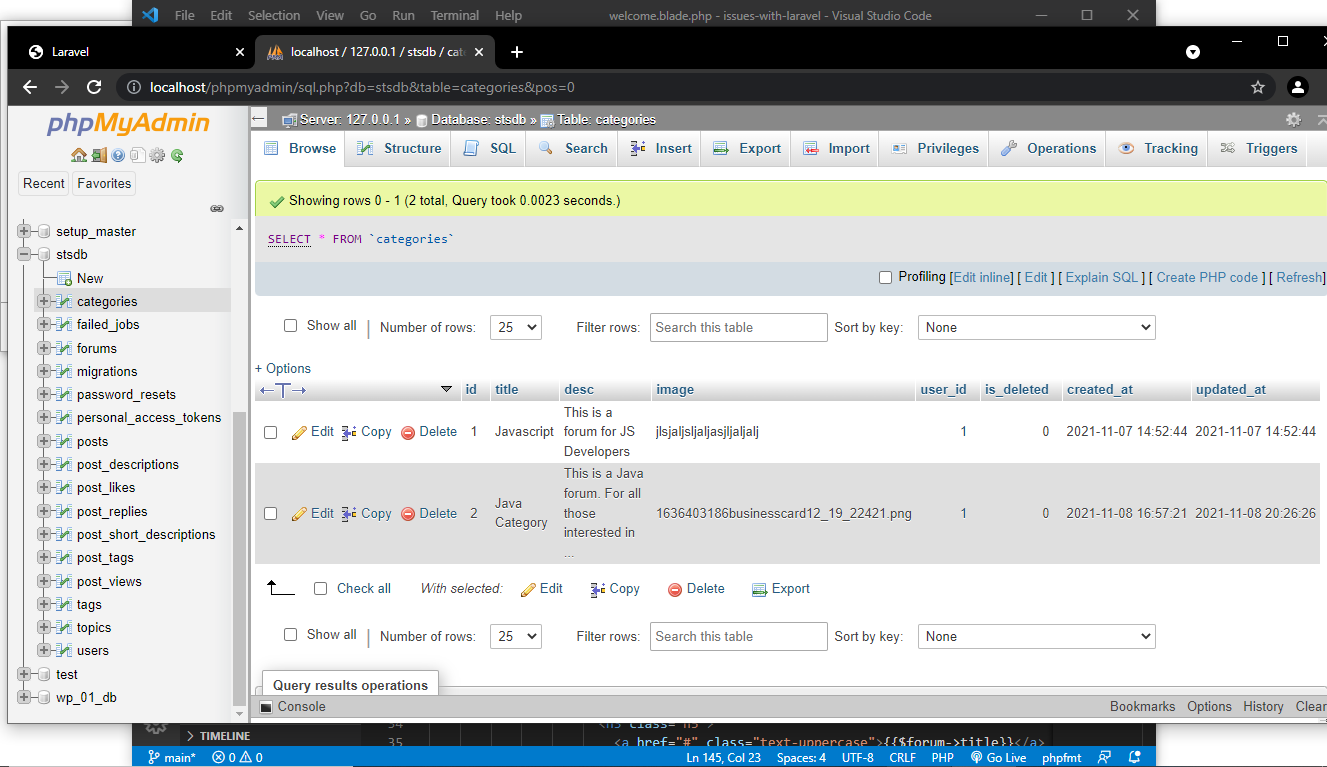 File Edit Selection View Go Run Terminal Help welcome.blade.php - issues-with-laravel - Visual Studio Code
Laravel
localhost / 127.0.0.1 / stsdb / cat
localhost/phpmyadmin/sql.php?db=stsdb&table=categories&pos=0
phpMyAdmin
Recent Favorites
setup_master
stsdb
New
categories
failed_jobs
forums
migrations
password_resets
personal_access_tokens
posts
post_descriptions
post_likes
post_replies
post_short_descriptions
post_tags
post_views
tags
topics
users
test
wp_01_db
Server: 127.0.0.1 » Database: stsdb » Table: categories
Browse Structure SQL Search Insert Export Import Privileges Operations Tracking Triggers
Showing rows 0 - 1 (2 total, Query took 0.0023 seconds.)
SELECT * FROM `categories`
Profiling [Edit inline] [ Edit ] [ Explain SQL ] [ Create PHP code ] [ Refresh]
Show all | Number of rows: 25 Filter rows: Search this table Sort by key: None
+ Options
←T→ id title desc image user_id is_deleted created_at updated_at
Edit Copy Delete 1 Javascript This is a
forum for JS
Developers jlsjaljsljaljasjljaljalj 1 0 2021-11-07 14:52:44 2021-11-07 14:52:44
Edit Copy Delete 2 Java
Category This is a Java
forum. For all
those
interested in
... 1636403186businesscard12_19_22421.png 1 0 2021-11-08 16:57:21 2021-11-08 20:26:26
Check all With selected: Edit Copy Delete Export
Show all | Number of rows: 25 Filter rows: Search this table Sort by key: None
Query results operations
Console Bookmarks Options History Clear
TIMELINE
35 <a href="#" class="text-uppercase">{{$forum->title}}</a>
main* 0 0 Ln 145, Col 23 Spaces: 4 UTF-8 CRLF PHP Go Live phpfmt